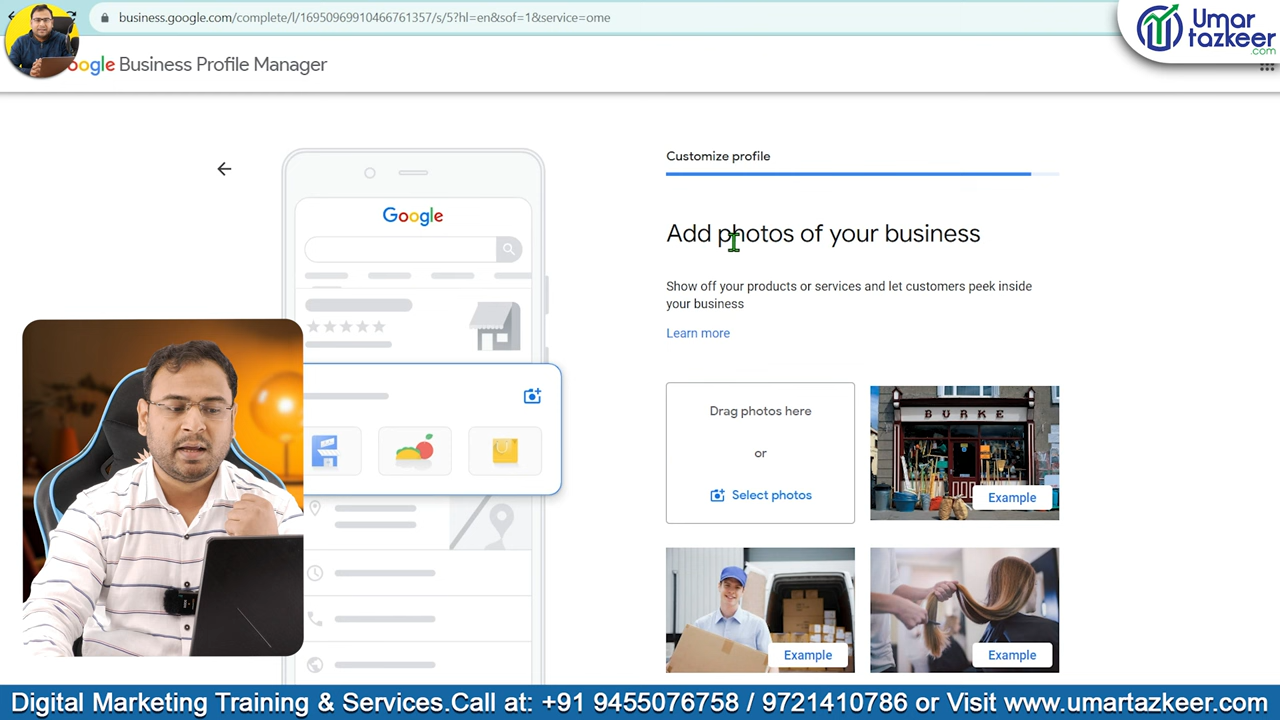 business.google.com/complete/l/16950969910466761357/s/5?hl=en&sof=1&service=ome
Umar
tazkeer
.com
oogle Business Profile Manager
Customize profile
Google
Add photos of your business
Show off your products or services and let customers peek inside
your business
Learn more
Drag photos here
or
Select photos
BURKE
Example
Example
Example
Digital Marketing Training & Services.Call at: +91 9455076758 / 9721410786 or Visit www.umartazkeer.com